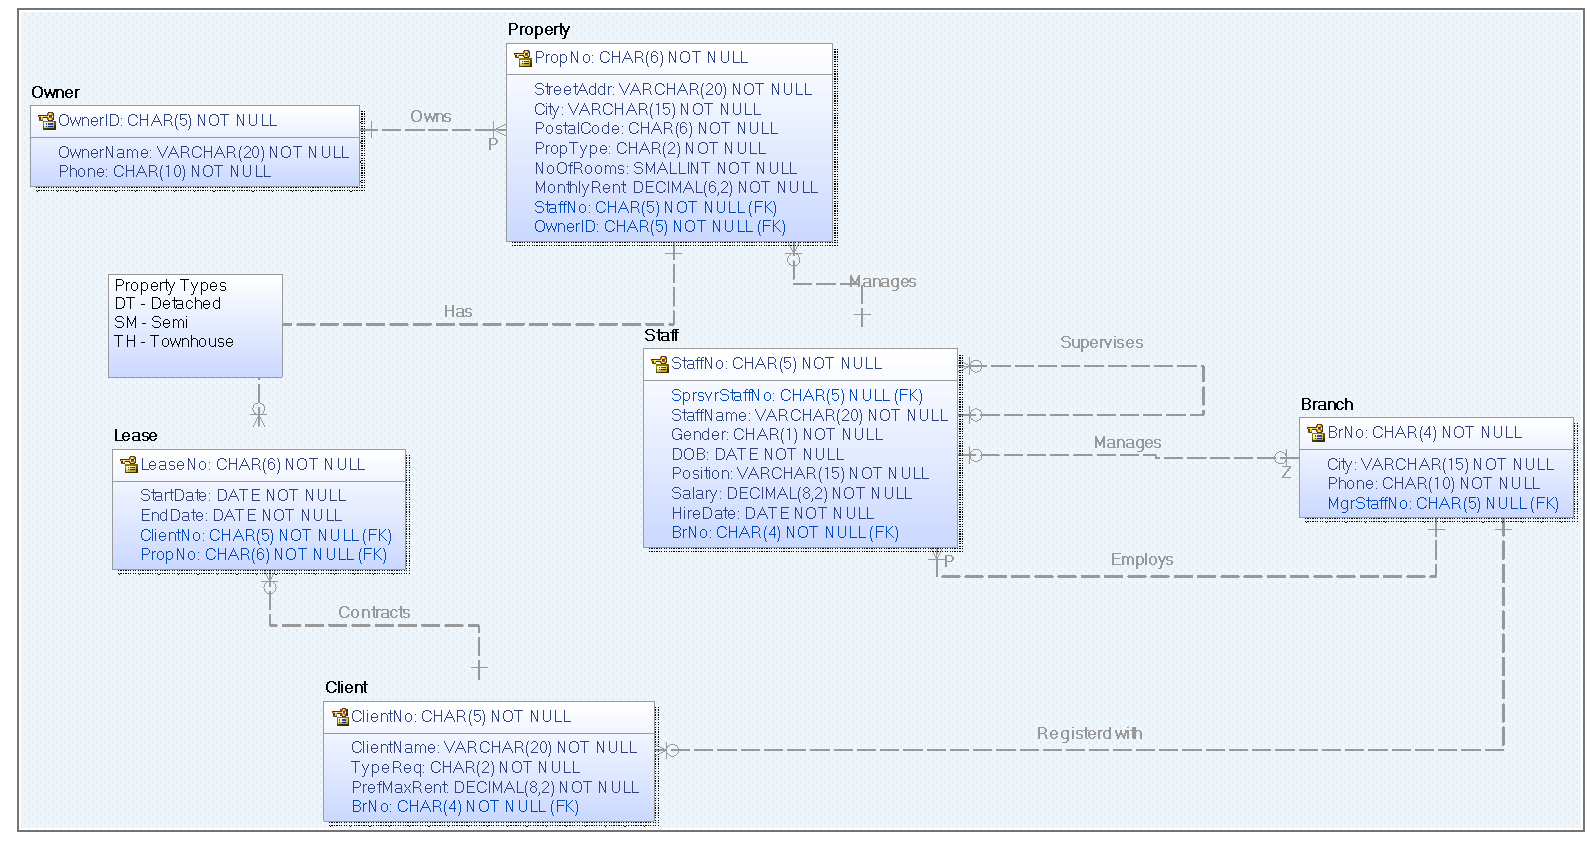 Property
PropNo: CHAR(6) NOT NULL
StreetAddr: VARCHAR(20) NOT NULL
City: VARCHAR(15) NOT NULL
PostalCode: CHAR(6) NOT NULL
PropType: CHAR(2) NOT NULL
NoOfRooms: SMALLINT NOT NULL
MonthlyRent: DECIMAL(6,2) NOT NULL
StaffNo: CHAR(5) NOT NULL (FK)
OwnerID: CHAR(5) NOT NULL (FK)
Owner
OwnerID: CHAR(5) NOT NULL
OwnerName: VARCHAR(20) NOT NULL
Phone: CHAR(10) NOT NULL
Owns
P
Manages
Property Types
DT - Detached
SM - Semi
TH - Townhouse
Has
Staff
StaffNo: CHAR(5) NOT NULL
SprsvrStaffNo: CHAR(5) NULL (FK)
StaffName: VARCHAR(20) NOT NULL
Gender: CHAR(1) NOT NULL
DOB: DATE NOT NULL
Position: VARCHAR(15) NOT NULL
Salary: DECIMAL(8,2) NOT NULL
HireDate: DATE NOT NULL
BrNo: CHAR(4) NOT NULL (FK)
Supervises
Manages
Z
Branch
BrNo: CHAR(4) NOT NULL
City: VARCHAR(15) NOT NULL
Phone: CHAR(10) NOT NULL
MgrStaffNo: CHAR(5) NULL (FK)
P
Employs
Lease
LeaseNo: CHAR(6) NOT NULL
StartDate: DATE NOT NULL
EndDate: DATE NOT NULL
ClientNo: CHAR(5) NOT NULL (FK)
PropNo: CHAR(6) NOT NULL (FK)
Contracts
Client
ClientNo: CHAR(5) NOT NULL
ClientName: VARCHAR(20) NOT NULL
TypeReq: CHAR(2) NOT NULL
PrefMaxRent: DECIMAL(8,2) NOT NULL
BrNo: CHAR(4) NOT NULL (FK)
Registerd with